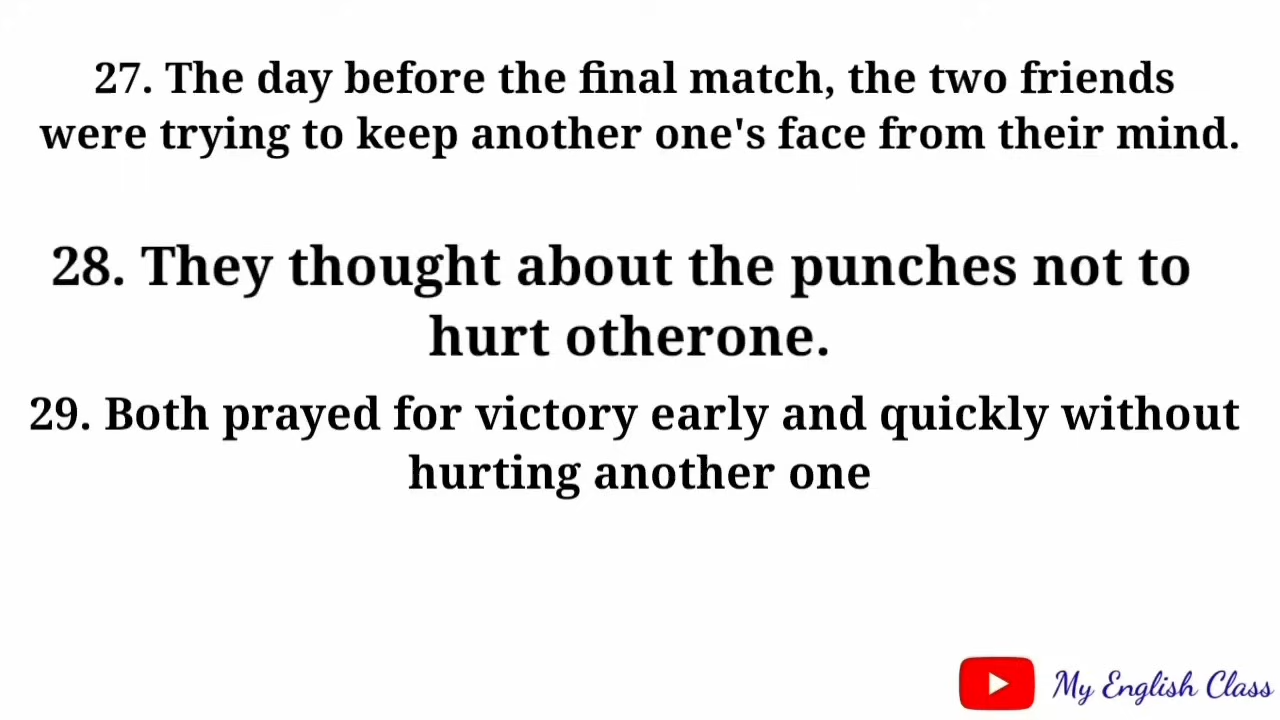 27. The day before the final match, the two friends
were trying to keep another one's face from their mind.
28. They thought about the punches not to
hurt otherone.
29. Both prayed for victory early and quickly without
hurting another one
My English Class